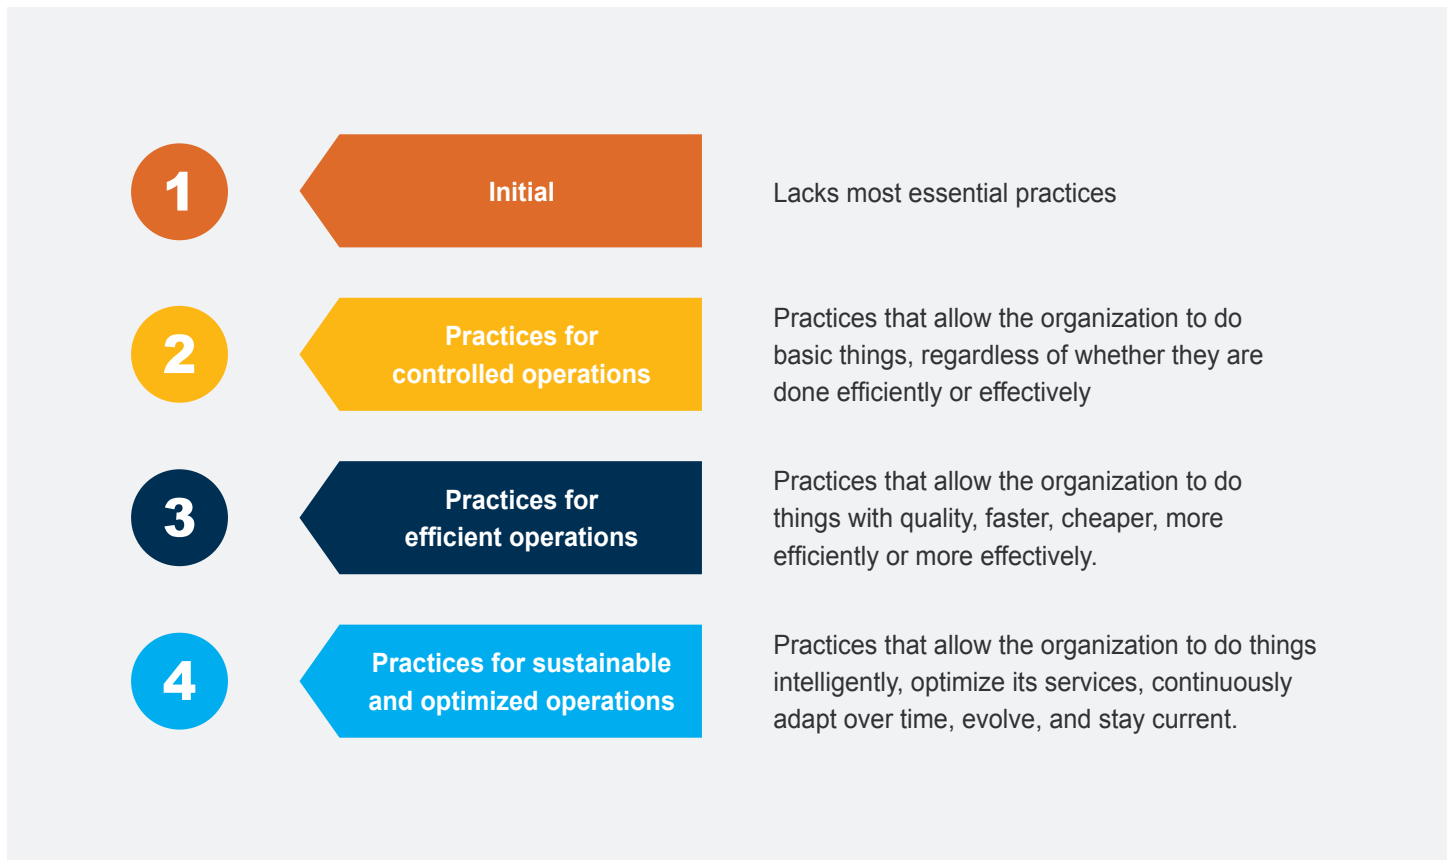 1
Initial
Lacks most essential practices
2
Practices for
controlled operations
Practices that allow the organization to do
basic things, regardless of whether they are
done efficiently or effectively
3
Practices for
efficient operations
Practices that allow the organization to do
things with quality, faster, cheaper, more
efficiently or more effectively.
4
Practices for sustainable
and optimized operations
Practices that allow the organization to do things
intelligently, optimize its services, continuously
adapt over time, evolve, and stay current.